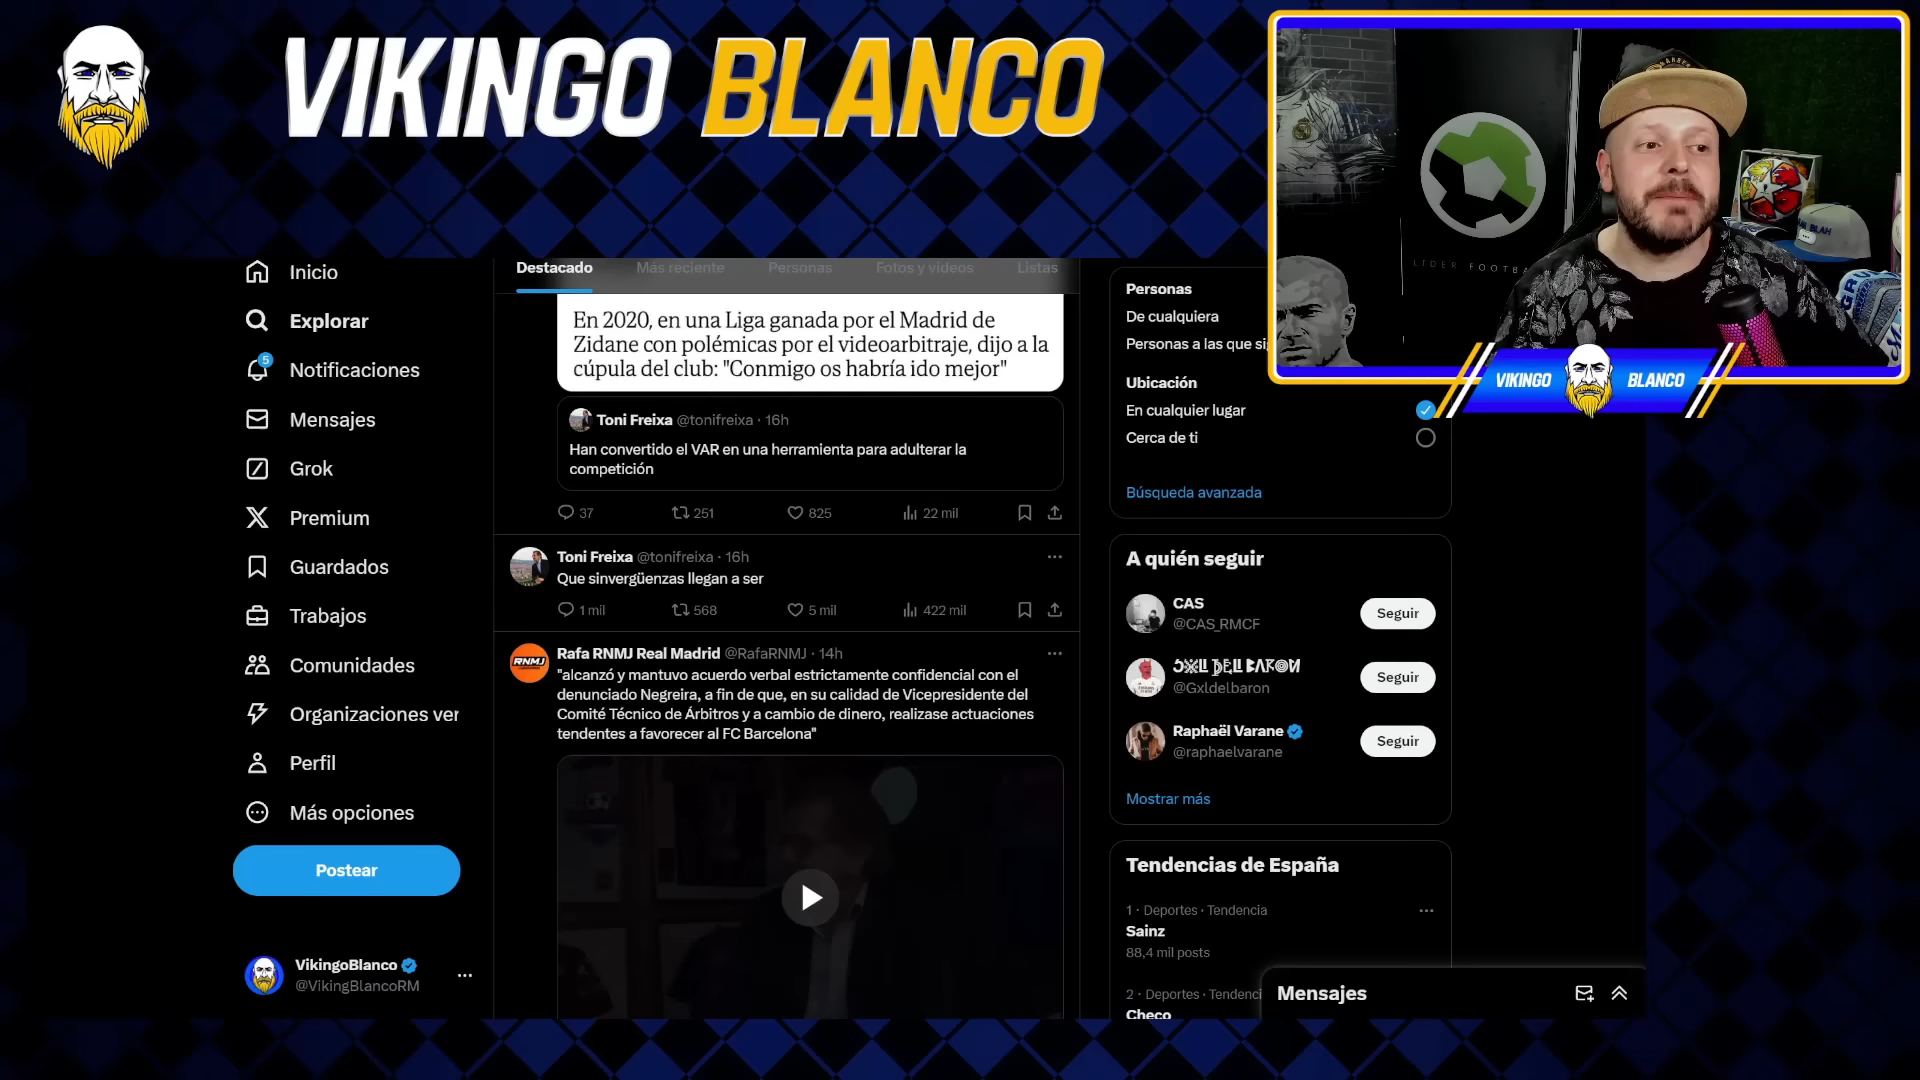 VIKINGO BLANCO
Inicio
Explorar
5
Notificaciones
Mensajes
Grok
Premium
Guardados
Trabajos
Comunidades
Organizaciones ver
Perfil
Más opciones
Postear
VikingoBlanco
@VikingBlancoRM
Destacado Más reciente Personas Fotos y videos Listas
En 2020, en una Liga ganada por el Madrid de
Zidane con polémicas por el videoarbitraje, dijo a la
cúpula del club: "Conmigo os habría ido mejor"
Toni Freixa @tonifreixa · 16h
Han convertido el VAR en una herramienta para adulterar la
competición
37 251 825 22 mil
Toni Freixa @tonifreixa · 16h
Que sinvergüenzas llegan a ser
1 mil 568 5 mil 422 mil
RNMJ
Rafa RNMJ Real Madrid @RafaRNMJ · 14h
"alcanzó y mantuvo acuerdo verbal estrictamente confidencial con el
denunciado Negreira, a fin de que, en su calidad de Vicepresidente del
Comité Técnico de Árbitros y a cambio de dinero, realizase actuaciones
tendentes a favorecer al FC Barcelona"
Personas
De cualquiera
Personas a las que si
Ubicación
En cualquier lugar
Cerca de ti
Búsqueda avanzada
A quién seguir
CAS
@CAS_RMCF
Seguir
@Gxldelbaron
Seguir
Raphaël Varane
@raphaelvarane
Seguir
Mostrar más
Tendencias de España
1 · Deportes · Tendencia
Sainz
88,4 mil posts
2 · Deportes · Tendenci
Checo
Mensajes
LIDER FOOTBA
BLAH
VIKINGO BLANCO